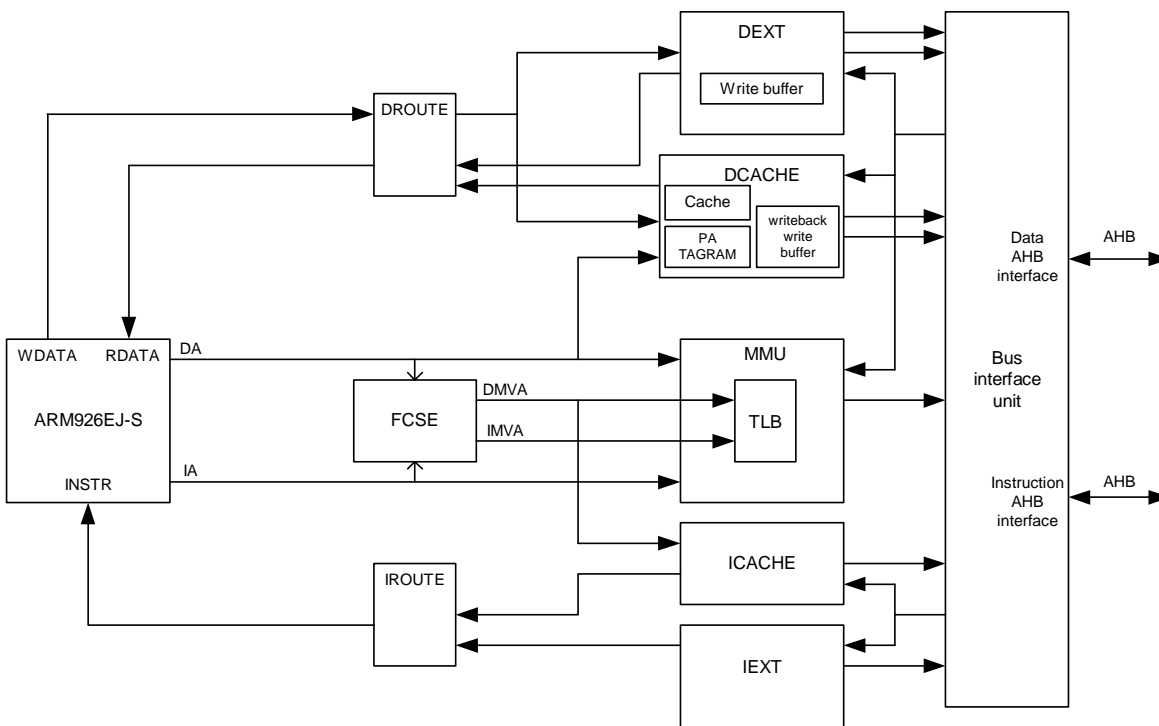 DEXT
Write buffer
DROUTE
DCACHE
Cache
writeback
write
buffer
PA
TAGRAM
Data
AHB
interface
AHB
WDATA
RDATA
DA
MMU
Bus
interface
unit
ARM926EJ-S
FCSE
DMVA
IMVA
TLB
IA
INSTR
Instruction
AHB
interface
AHB
ICACHE
IROUTE
IEXT